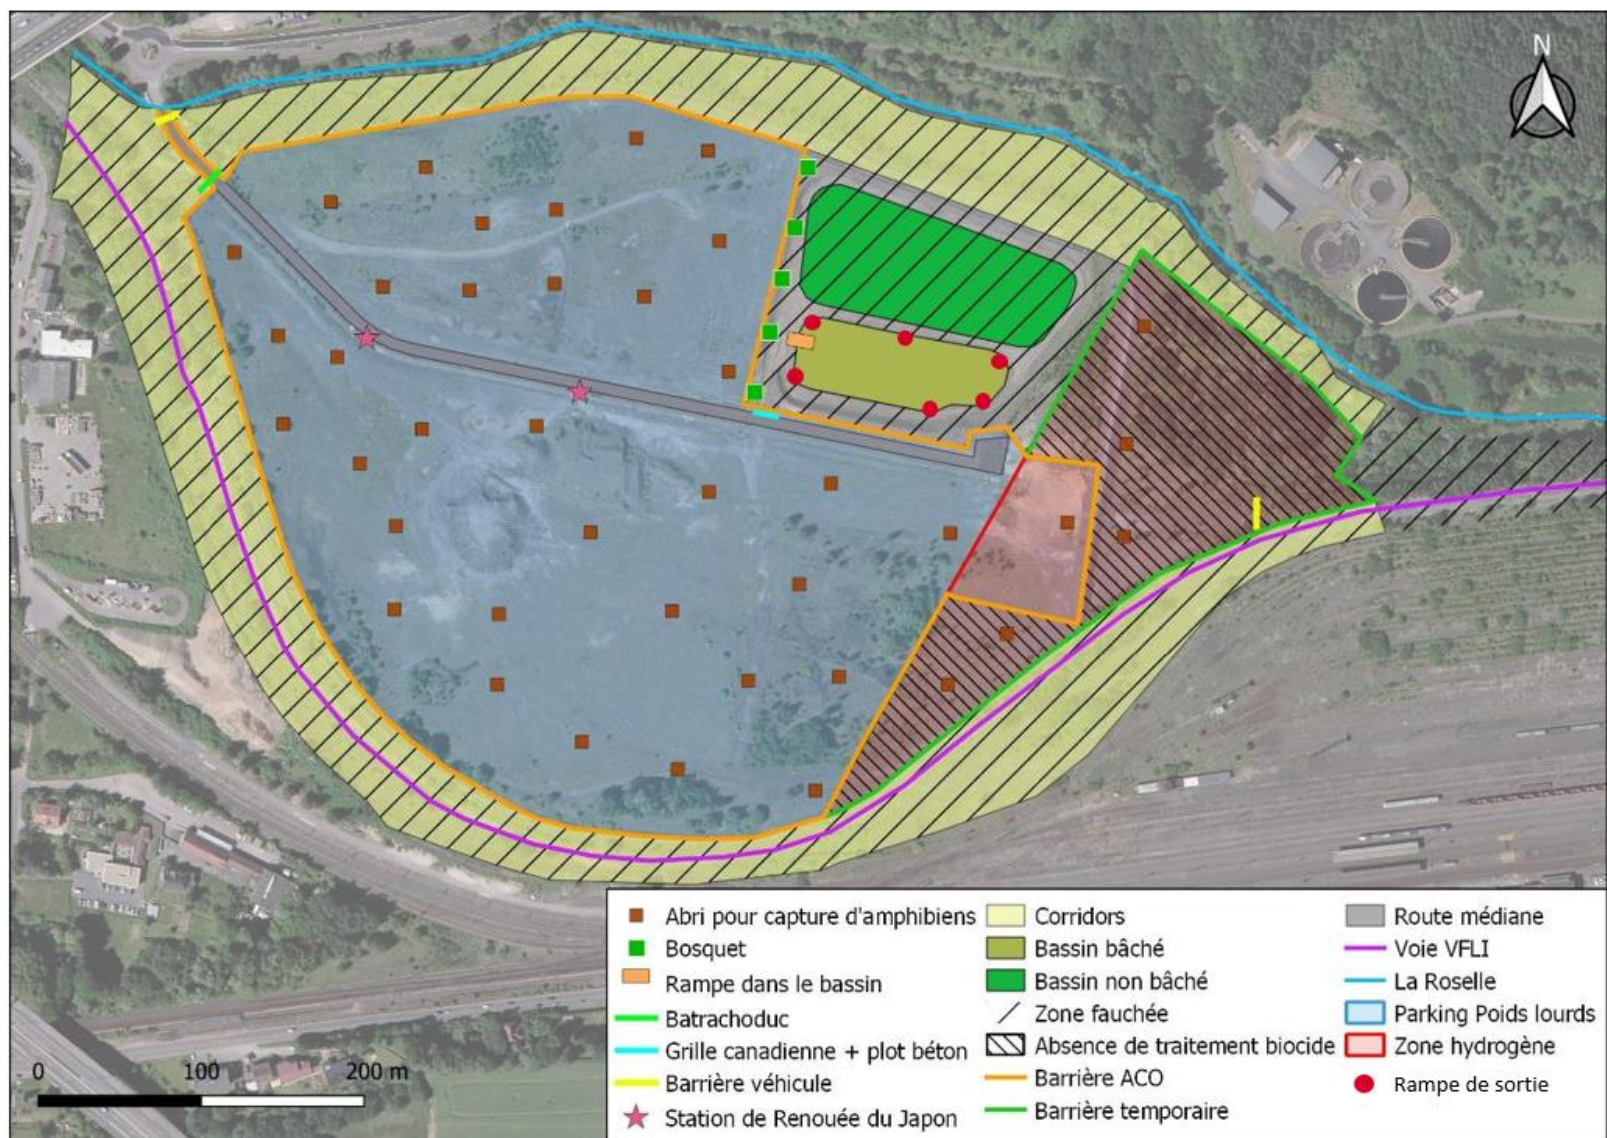 N
0 100 200 m
Abri pour capture d'amphibiens
Bosquet
Rampe dans le bassin
Batrachoduc
Grille canadienne + plot béton
Barrière véhicule
Station de Renouée du Japon
Corridors
Bassin bâché
Bassin non bâché
Zone fauchée
Absence de traitement biocide
Barrière ACO
Barrière temporaire
Route médiane
Voie VFLI
La Roselle
Parking Poids lourds
Zone hydrogène
Rampe de sortie